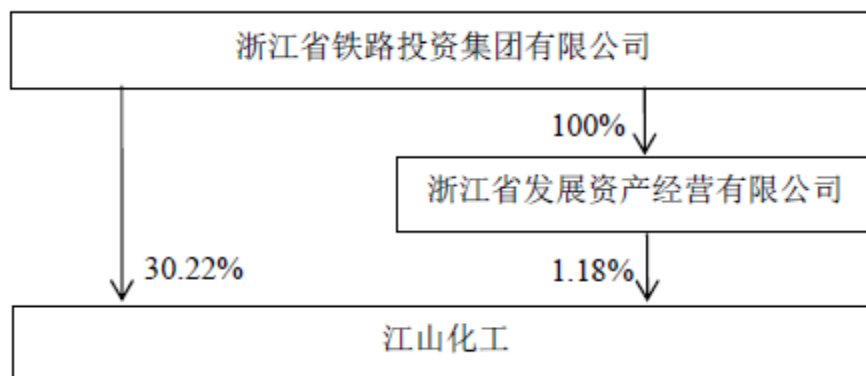 浙江省铁路投资集团有限公司
100%
浙江省发展资产经营有限公司
30.22%
1.18%
江山化工